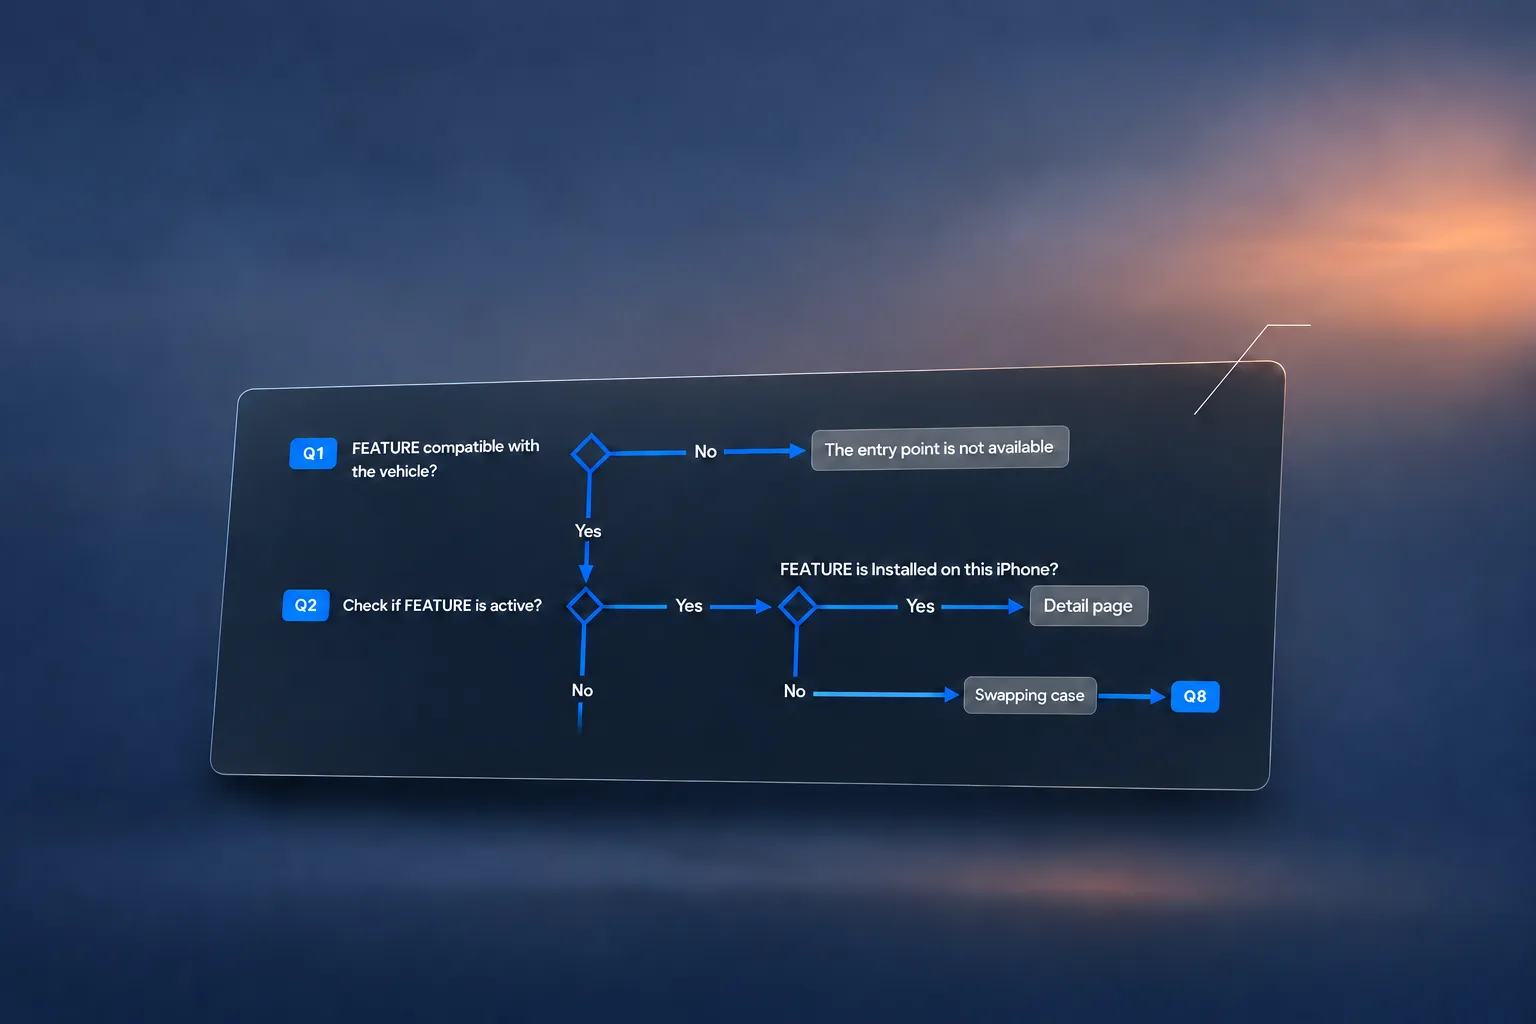 Q1
FEATURE compatible with
the vehicle?
No
The entry point is not available
Yes
FEATURE is Installed on this iPhone?
Q2
Check if FEATURE is active?
Yes
Yes
Detail page
No
No
Swapping case
Q8